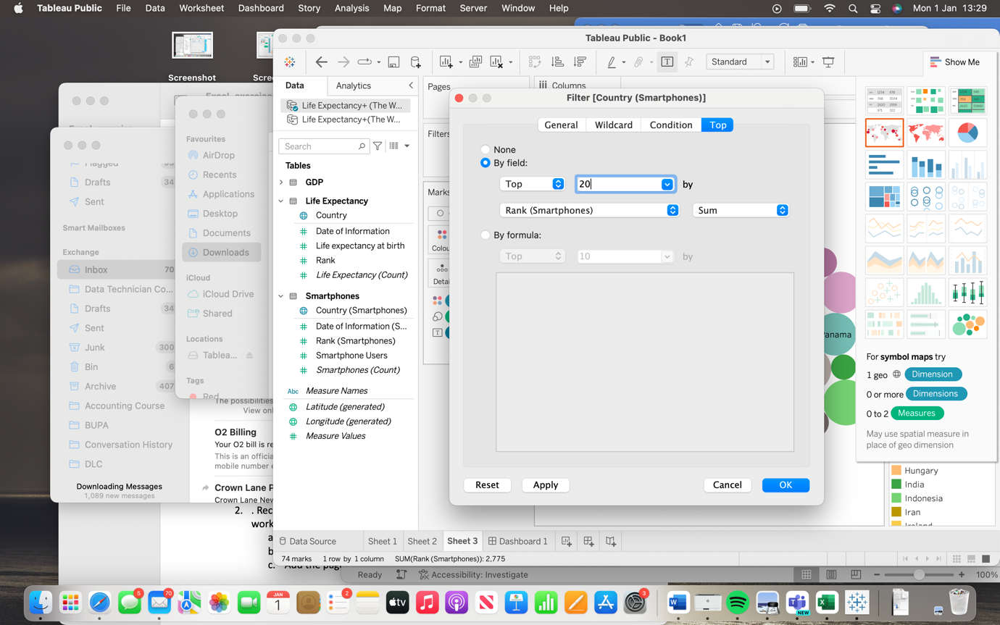 Tableau Public File Data Worksheet Dashboard Story Analysis Map Format Server Window Help Mon 1 Jan 13:29
Screenshot
Tableau Public - Book1
Standard
Show Me
Data Analytics
Pages
Columns
Life Expectancy+ (The W...
Life Expectancy+(The W...
Search
Tables
GDP
Life Expectancy
Country
Date of Information
Life expectancy at birth
Rank
Life Expectancy (Count)
Smartphones
Country (Smartphones)
Date of Information (S...
Rank (Smartphones)
Smartphone Users
Smartphones (Count)
Abc Measure Names
Latitude (generated)
Longitude (generated)
Measure Values
Filters
Marks
Colou
Detai
T
Filter [Country (Smartphones)]
General Wildcard Condition Top
None
By field:
Top 20 by
Rank (Smartphones) Sum
By formula:
Top 10 by
Reset Apply Cancel OK
anama
For symbol maps try
1 geo Dimension
0 or more Dimensions
0 to 2 Measures
May use spatial measure in
place of geo dimension
Hungary
India
Indonesia
Iran
Ireland
Data Source Sheet 1 Sheet 2 Sheet 3 Dashboard 1
74 marks 1 row by 1 column SUM(Rank (Smartphones)): 2,775
Ready Accessibility: Investigate 100%
Favourites
AirDrop
Recents
Applications
Desktop
Documents
Downloads
iCloud
iCloud Drive
Shared
Locations
Tablea...
Tags
Red
Flagged
Drafts 34
Sent
Smart Mailboxes
Exchange
Inbox 70
Data Technician Co...
Drafts 34
Sent
Junk 300
Bin 6
Archive 407
Accounting Course
BUPA
Conversation History
DLC
Downloading Messages
1,089 new messages
The possibilities
View onl
O2 Billing
Your O2 bill is re
This is an officia
mobile number e
Crown Lane P
Crown Lane New
2. . Rec
work
a
b
c. Add the pag
5 70 JAN 1 2 tv 3 NEW